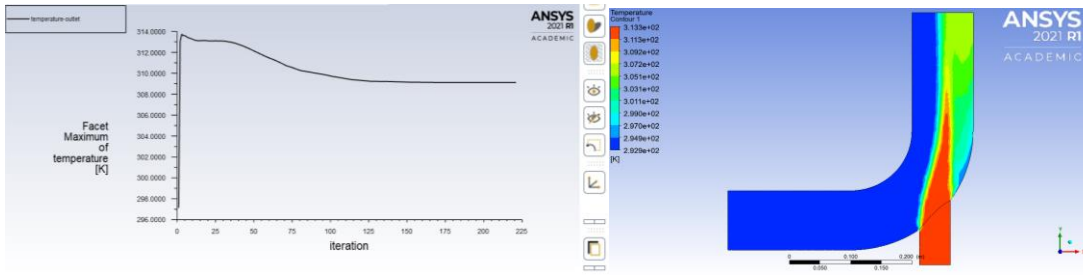 temperature-outlet
ANSYS
2021 R1
ACADEMIC
314.0000
312.0000
310.0000
308.0000
306.0000
304.0000
302.0000
300.0000
298.0000
296.0000
Facet
Maximum
of
temperature
[K]
0 25 50 75 100 125 150 175 200 225
iteration
Temperature
Contour 1
3.133e+02
3.113e+02
3.092e+02
3.072e+02
3.051e+02
3.031e+02
3.011e+02
2.990e+02
2.970e+02
2.949e+02
2.929e+02
[K]
ANSYS
2021 R1
ACADEMIC
0 0.100 0.200 (m)
0.050 0.150
Y